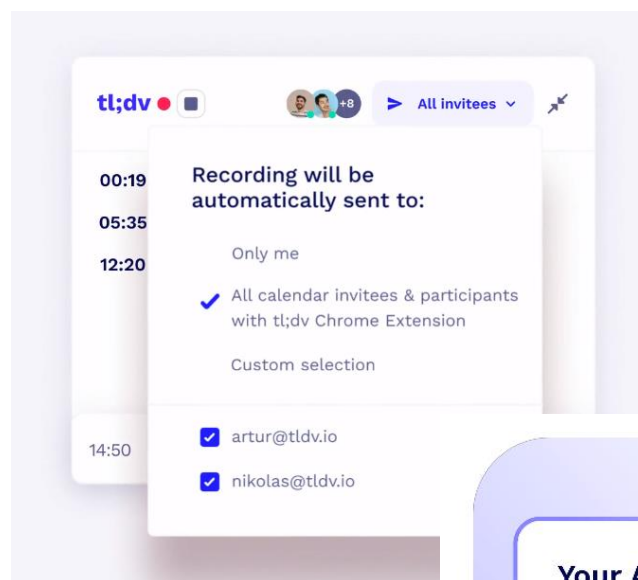 tl;dv
+8
All invitees
00:19
05:35
12:20
Recording will be
automatically sent to:
Only me
All calendar invitees & participants
with tl;dv Chrome Extension
Custom selection
artur@tldv.io
nikolas@tldv.io
14:50
Your